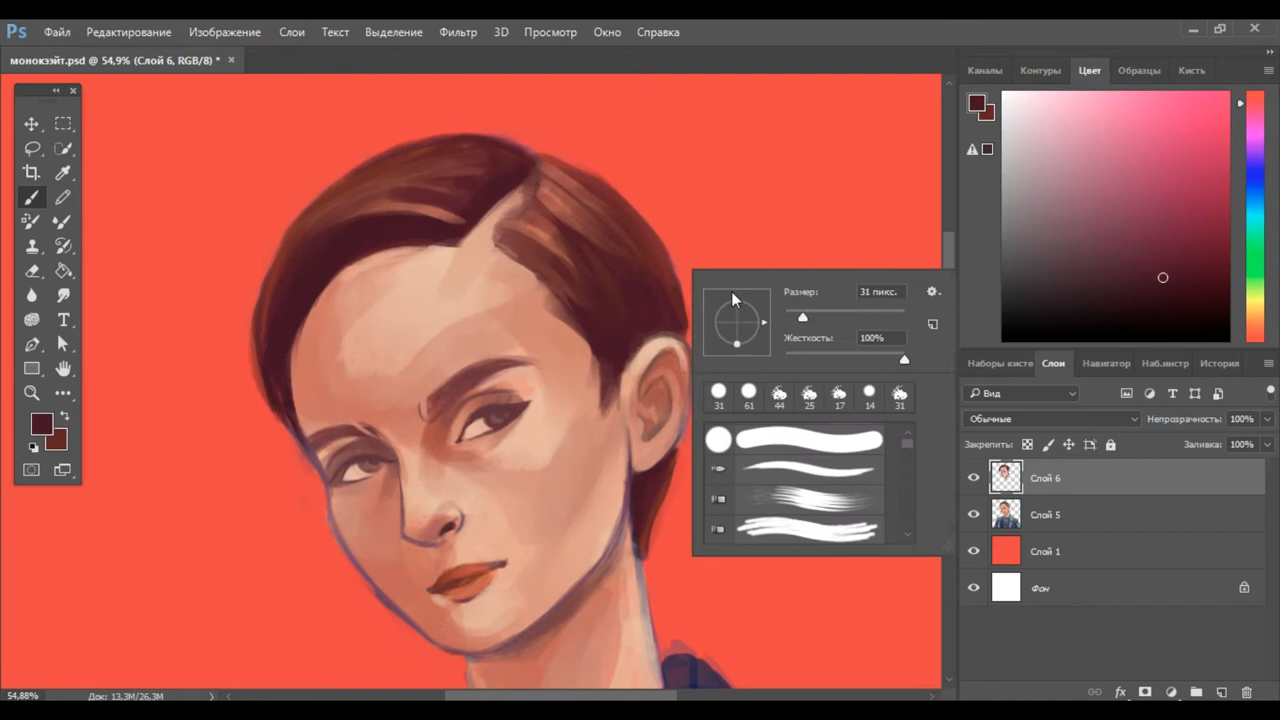 Ps Файл Редактирование Изображение Слои Текст Выделение Фильтр 3D Просмотр Окно Справка
монокэйт.psd @ 54,9% (Слой 6, RGB/8) * ×
Каналы Контуры Цвет Образцы Кисть
Размер: 31 пикс.
Жесткость: 100%
31 61 44 25 17 14 31
Наборы кисте Слои Навигатор Наб.инстр История
Вид
Обычные Непрозрачность: 100%
Закрепить: Заливка: 100%
Слой 6
Слой 5
Слой 1
Фон
fx
54,88% Док: 13,3M/26,3M